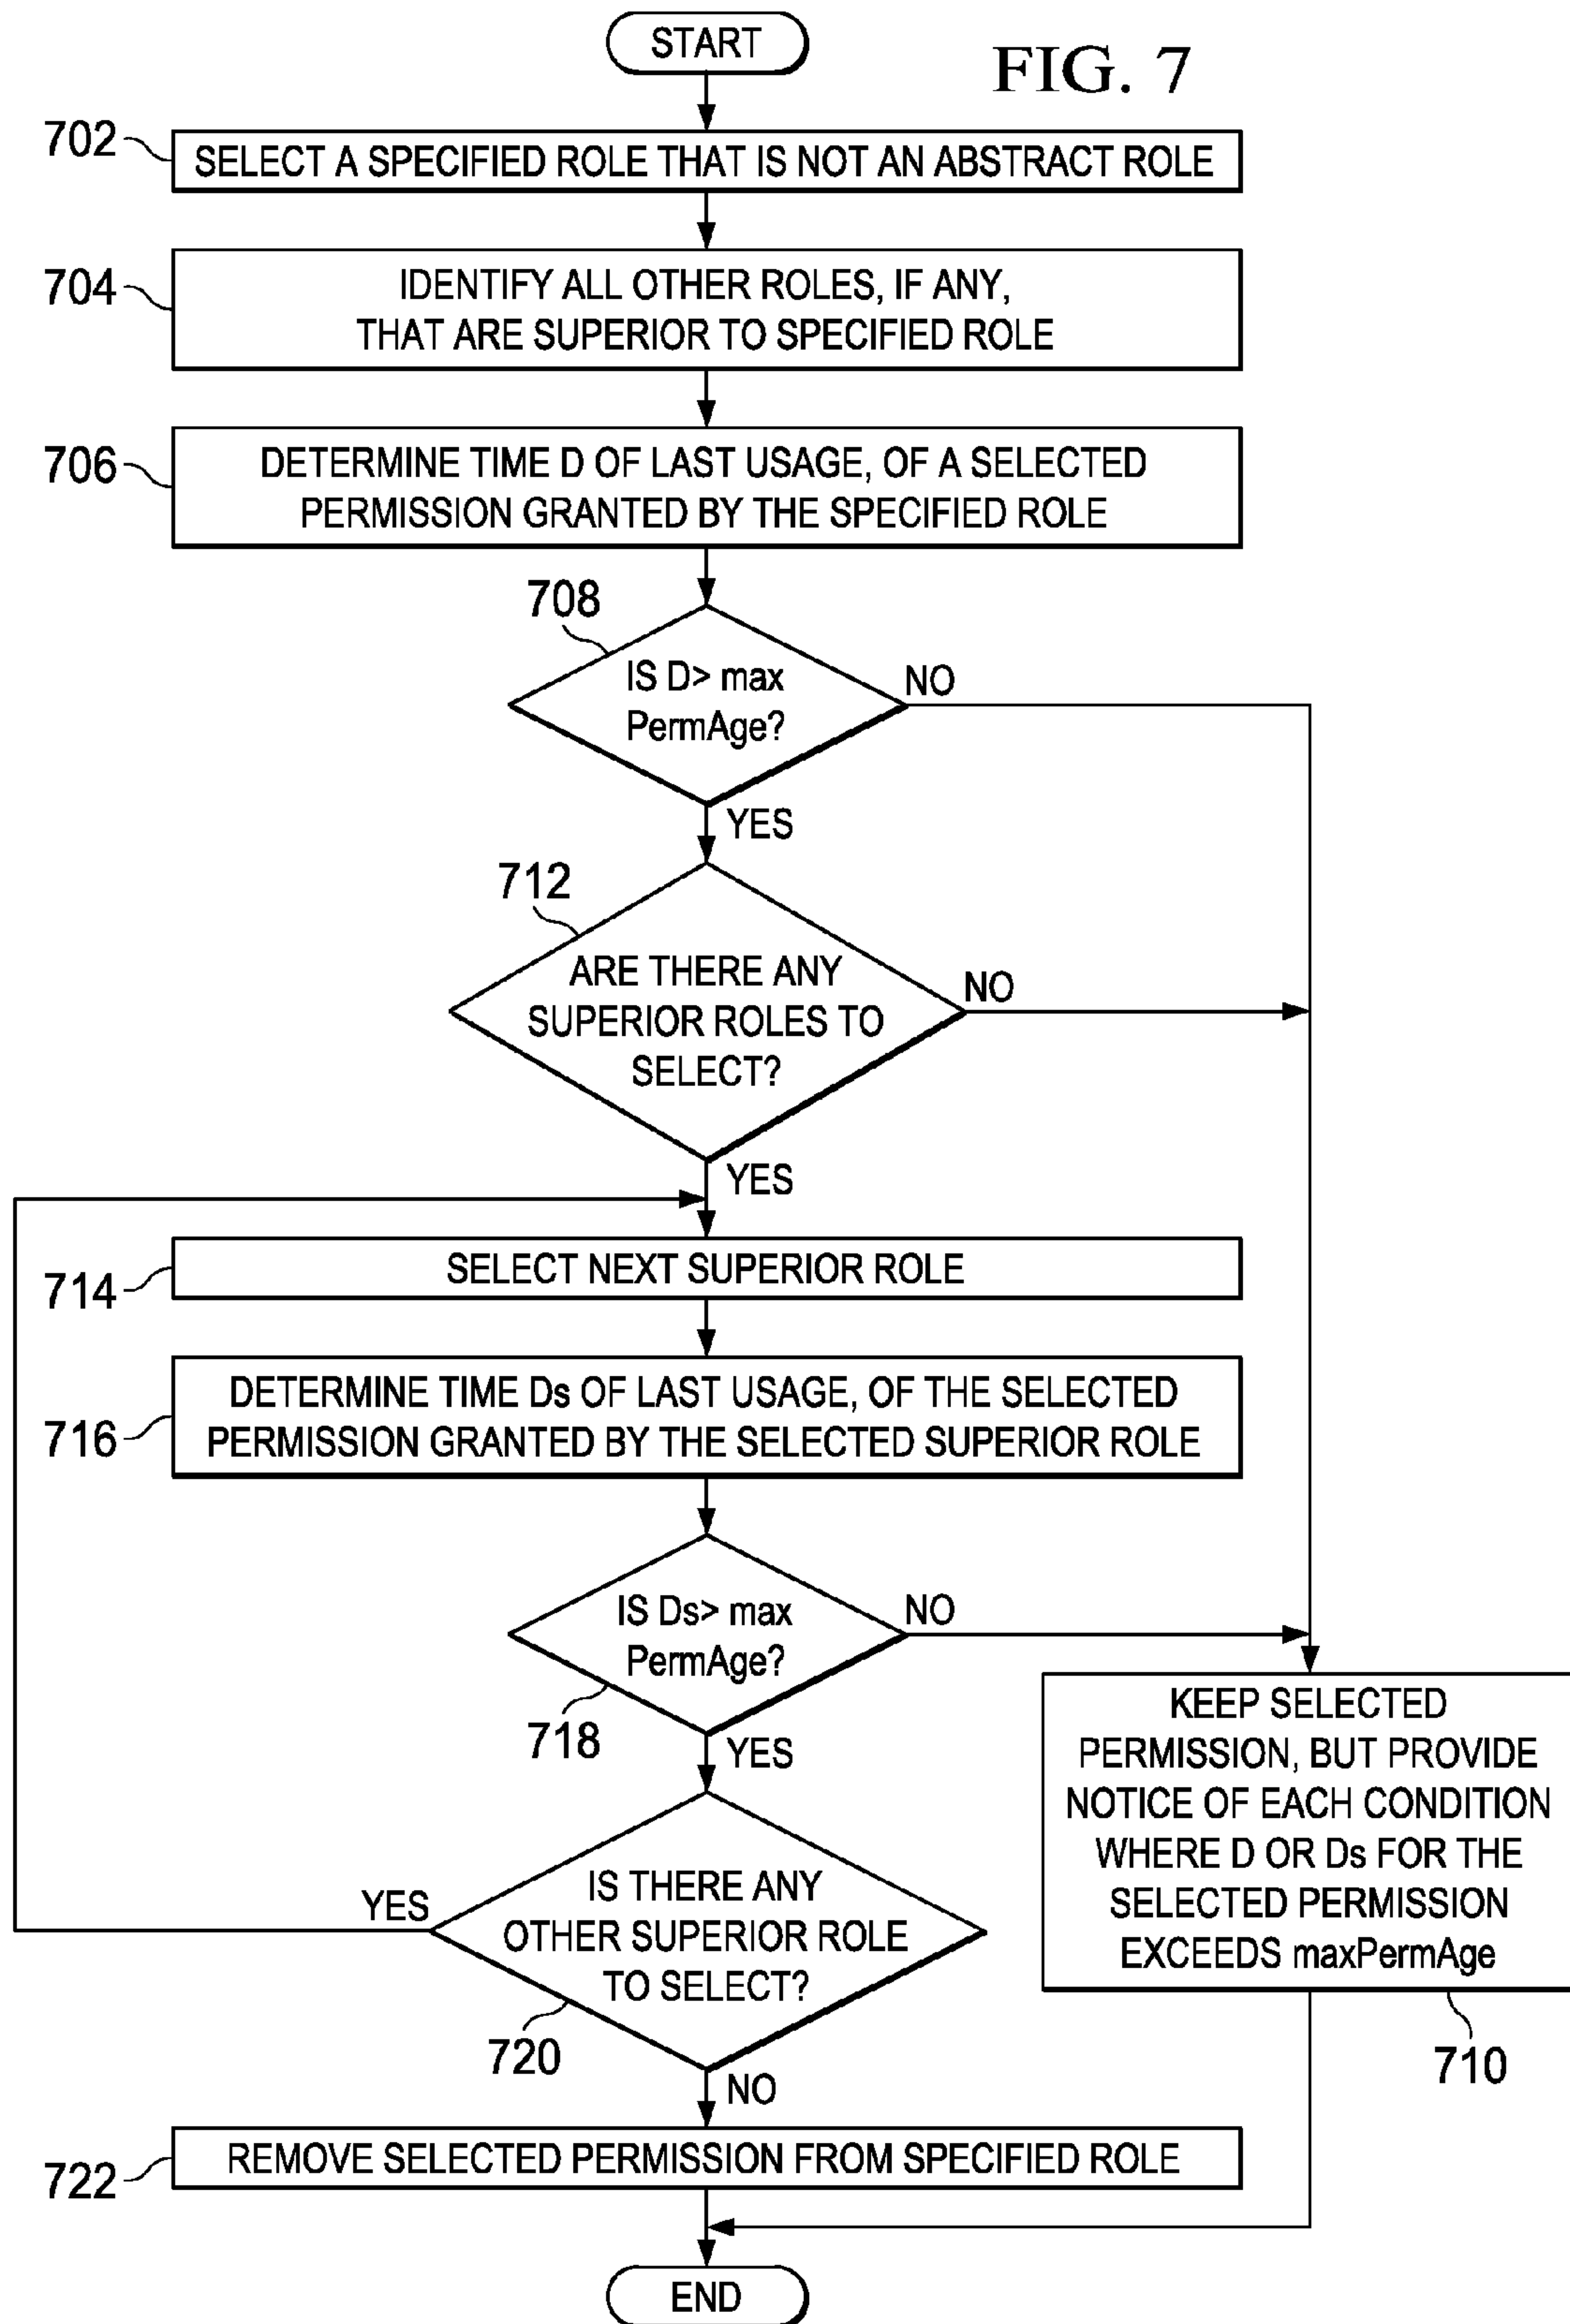 START
FIG. 7
702
SELECT A SPECIFIED ROLE THAT IS NOT AN ABSTRACT ROLE
704
IDENTIFY ALL OTHER ROLES, IF ANY,
THAT ARE SUPERIOR TO SPECIFIED ROLE
706
DETERMINE TIME D OF LAST USAGE, OF A SELECTED
PERMISSION GRANTED BY THE SPECIFIED ROLE
708
IS D> max
PermAge?
NO
YES
712
ARE THERE ANY
SUPERIOR ROLES TO
SELECT?
NO
YES
714
SELECT NEXT SUPERIOR ROLE
716
DETERMINE TIME Ds OF LAST USAGE, OF THE SELECTED
PERMISSION GRANTED BY THE SELECTED SUPERIOR ROLE
IS Ds> max
PermAge?
NO
718
YES
KEEP SELECTED
PERMISSION, BUT PROVIDE
NOTICE OF EACH CONDITION
WHERE D OR Ds FOR THE
SELECTED PERMISSION
EXCEEDS maxPermAge
710
YES
IS THERE ANY
OTHER SUPERIOR ROLE
TO SELECT?
720
NO
722
REMOVE SELECTED PERMISSION FROM SPECIFIED ROLE
END